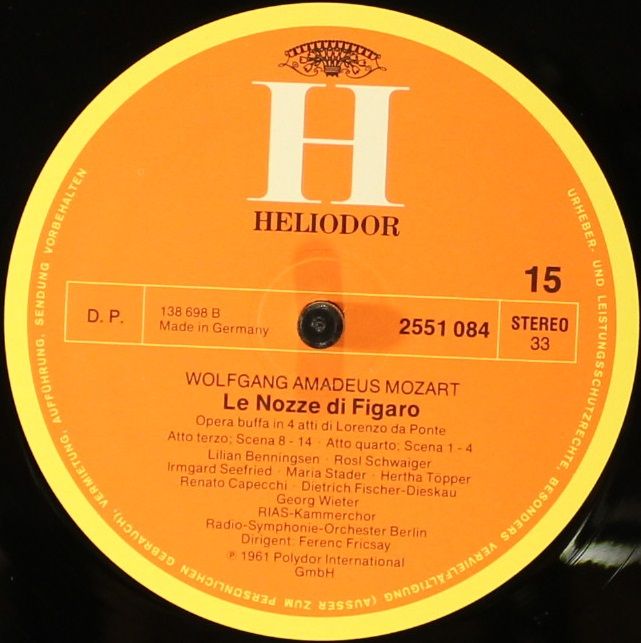 H
HELIODOR
15
D. P.
138 698 B
Made in Germany
2551 084
STEREO
33
WOLFGANG AMADEUS MOZART
Le Nozze di Figaro
Opera buffa in 4 atti di Lorenzo da Ponte
Atto terzo; Scena 8 - 14 · Atto quarto; Scena 1 - 4
Lilian Benningsen · Rosl Schwaiger
Irmgard Seefried · Maria Stader · Hertha Töpper
Renato Capecchi · Dietrich Fischer-Dieskau
Georg Wieter
RIAS-Kammerchor
Radio-Symphonie-Orchester Berlin
Dirigent: Ferenc Fricsay
℗ 1961 Polydor International
GmbH
URHEBER- UND LEISTUNGSSCHUTZRECHTE, BESONDERS VERVIELFÄLTIGUNG (AUSSER ZUM PERSÖNLICHEN GEBRAUCH), VERMIETUNG, AUFFÜHRUNG, SENDUNG VORBEHALTEN